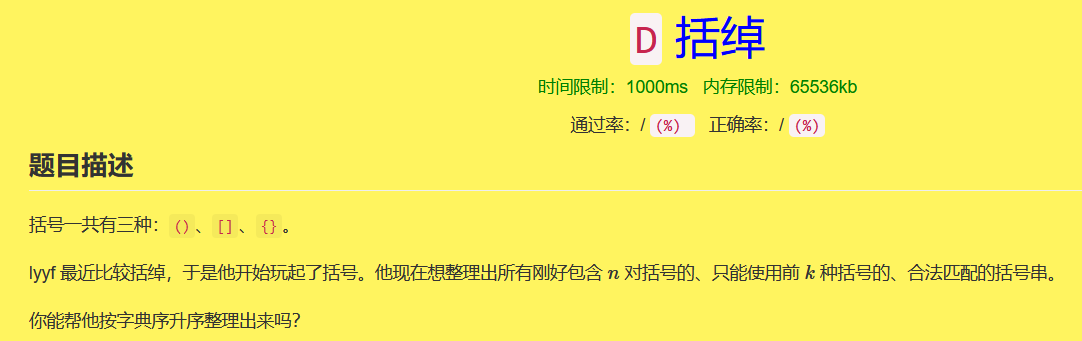 D 括绰
时间限制：1000ms 内存限制：65536kb
通过率：/ (%) 正确率：/ (%)
题目描述
括号一共有三种：()、[]、{}。
lyyf 最近比较括绰，于是他开始玩起了括号。他现在想整理出所有刚好包含 n 对括号的、只能使用前 k 种括号的、合法匹配的括号串。
你能帮他按字典序升序整理出来吗？